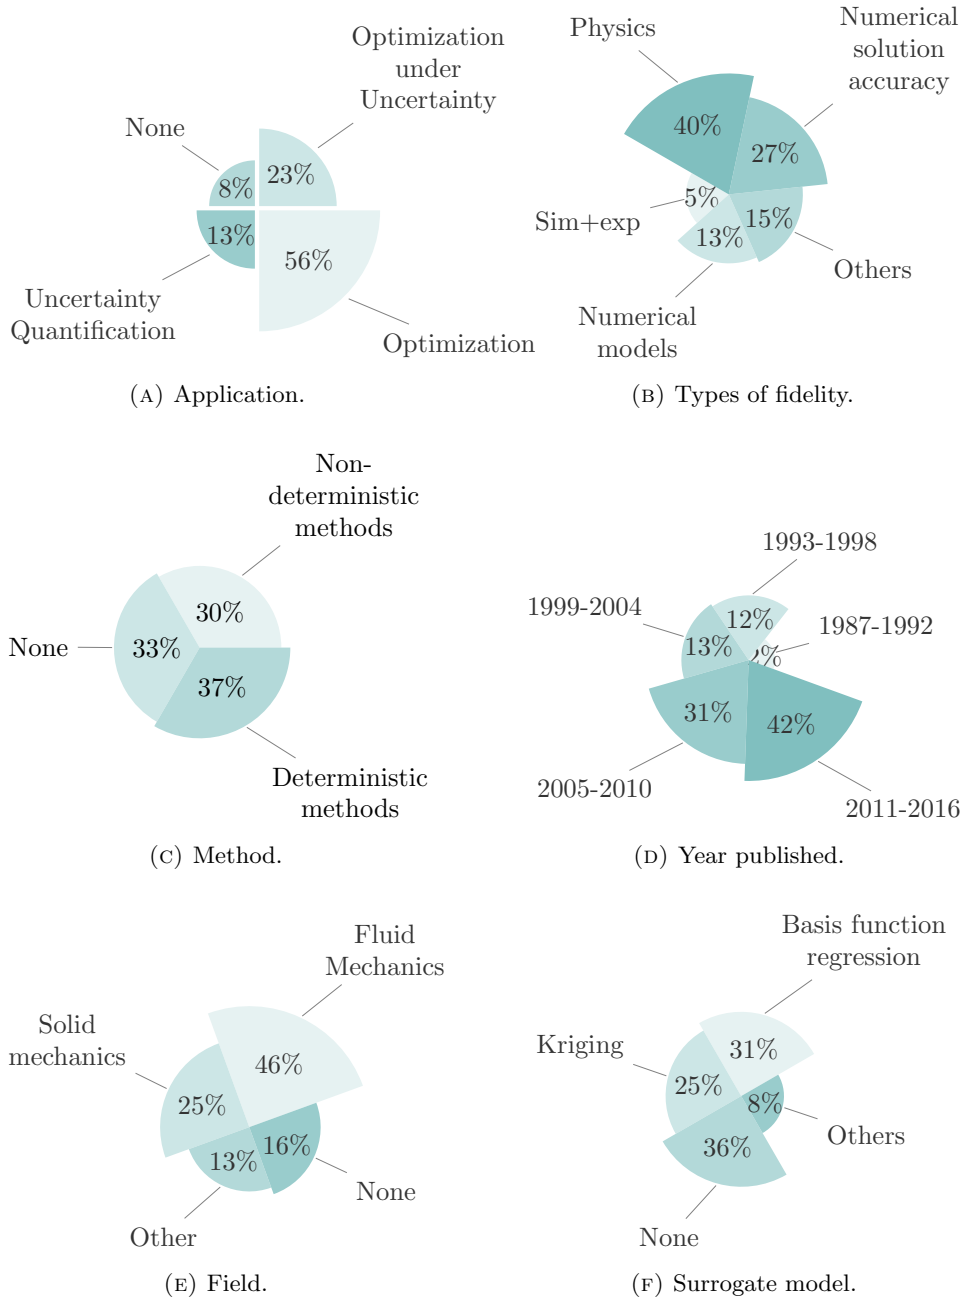 Optimization
under
Uncertainty
None
23%
8%
13%
56%
Uncertainty
Quantification
Optimization
(A) Application.
Physics
Numerical
solution
accuracy
40%
27%
5%
15%
13%
Sim+exp
Others
Numerical
models
(B) Types of fidelity.
Non-
deterministic
methods
30%
None
33%
37%
Deterministic
methods
(C) Method.
1993-1998
1999-2004
12%
1987-1992
13%
2%
31%
42%
2005-2010
2011-2016
(D) Year published.
Fluid
Mechanics
Solid
mechanics
46%
25%
16%
13%
None
Other
(E) Field.
Basis function
regression
Kriging
31%
25%
8%
Others
36%
None
(F) Surrogate model.